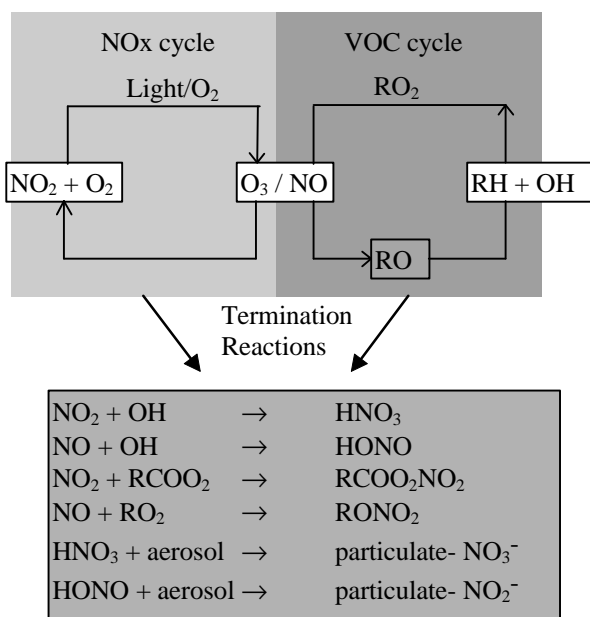 NOx cycle VOC cycle
Light/O₂ RO₂
NO₂ + O₂ O₃ / NO RH + OH
RO
Termination
Reactions
NO₂ + OH → HNO₃
NO + OH → HONO
NO₂ + RCOO₂ → RCOO₂NO₂
NO + RO₂ → RONO₂
HNO₃ + aerosol → particulate- NO₃⁻
HONO + aerosol → particulate- NO₂⁻